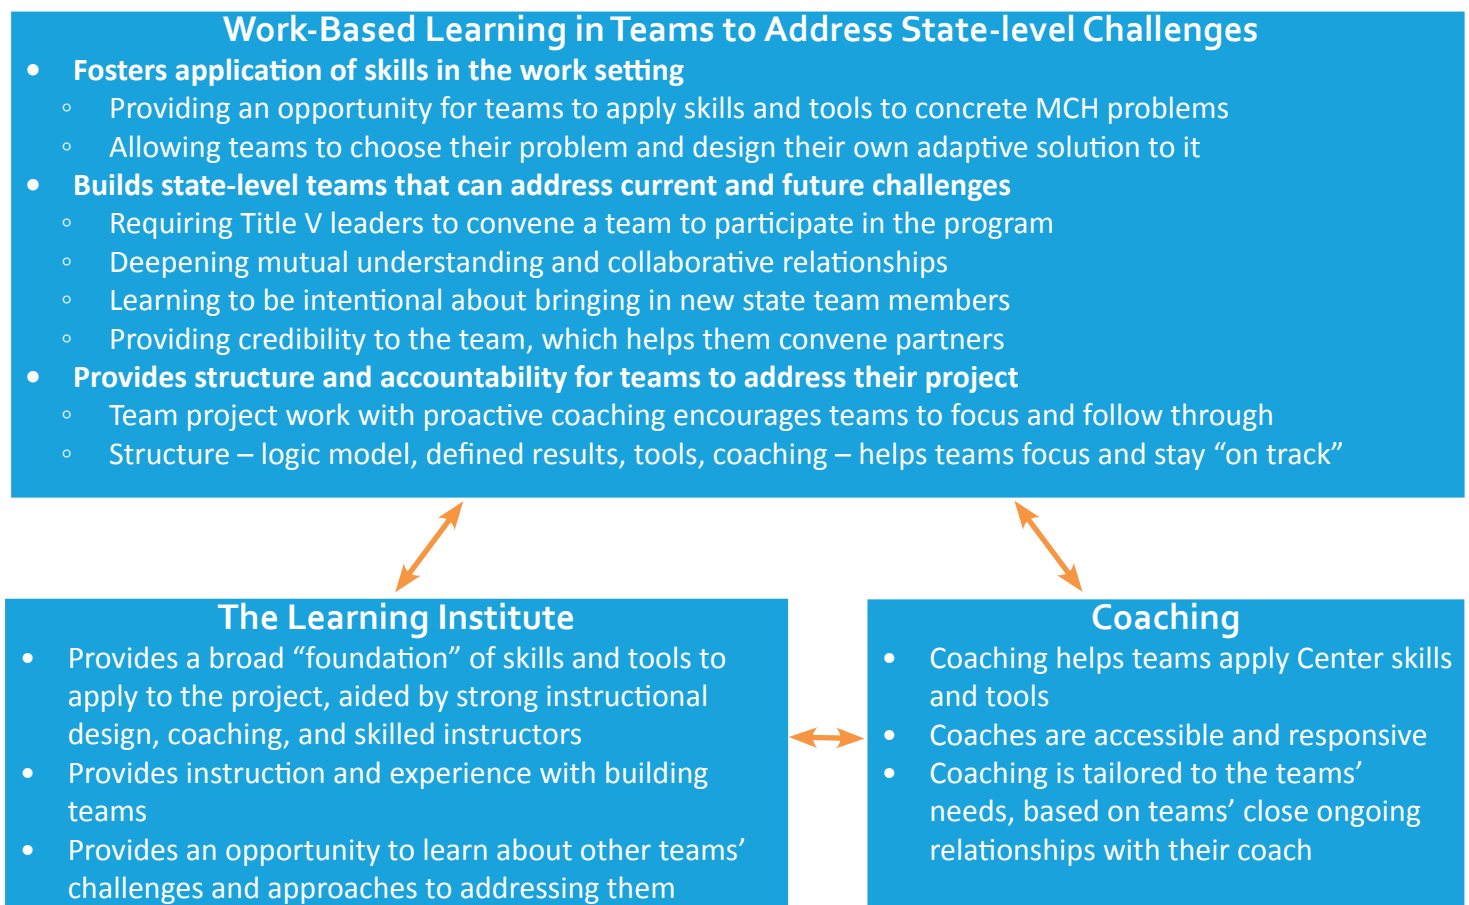 Work-Based Learning in Teams to Address State-level Challenges
• Fosters application of skills in the work setting
◦ Providing an opportunity for teams to apply skills and tools to concrete MCH problems
◦ Allowing teams to choose their problem and design their own adaptive solution to it
• Builds state-level teams that can address current and future challenges
◦ Requiring Title V leaders to convene a team to participate in the program
◦ Deepening mutual understanding and collaborative relationships
◦ Learning to be intentional about bringing in new state team members
◦ Providing credibility to the team, which helps them convene partners
• Provides structure and accountability for teams to address their project
◦ Team project work with proactive coaching encourages teams to focus and follow through
◦ Structure – logic model, defined results, tools, coaching – helps teams focus and stay “on track”
The Learning Institute
• Provides a broad “foundation” of skills and tools to
apply to the project, aided by strong instructional
design, coaching, and skilled instructors
• Provides instruction and experience with building
teams
• Provides an opportunity to learn about other teams’
challenges and approaches to addressing them
Coaching
• Coaching helps teams apply Center skills
and tools
• Coaches are accessible and responsive
• Coaching is tailored to the teams’
needs, based on teams’ close ongoing
relationships with their coach